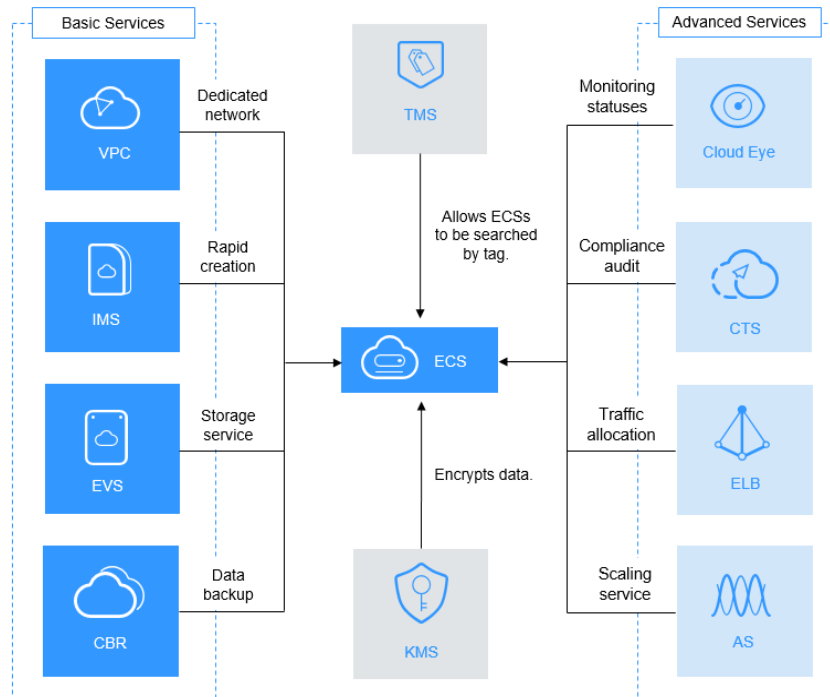 Basic Services
Advanced Services
VPC
Dedicated
network
IMS
Rapid
creation
EVS
Storage
service
CBR
Data
backup
TMS
Allows ECSs
to be searched
by tag.
ECS
Encrypts data.
KMS
Monitoring
statuses
Cloud Eye
Compliance
audit
CTS
Traffic
allocation
ELB
Scaling
service
AS